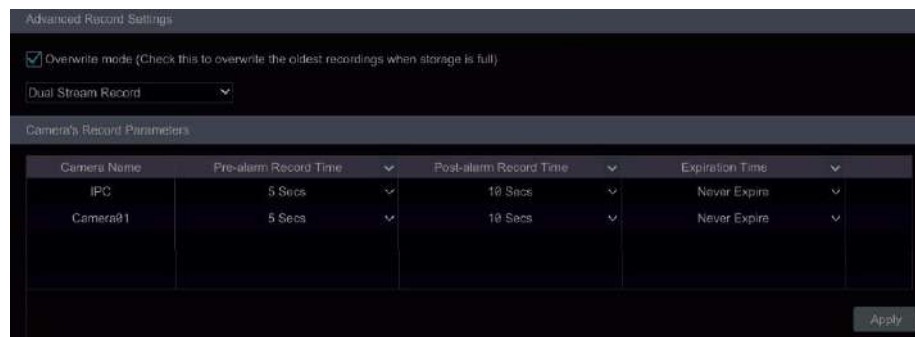 Advanced Record Settings
Overwrite mode (Check this to overwrite the oldest recordings when storage is full)
Dual Stream Record
Camera's Record Parameters
Camera Name Pre-alarm Record Time Post-alarm Record Time Expiration Time
IPC 5 Secs 10 Secs Never Expire
Camera01 5 Secs 10 Secs Never Expire
Apply